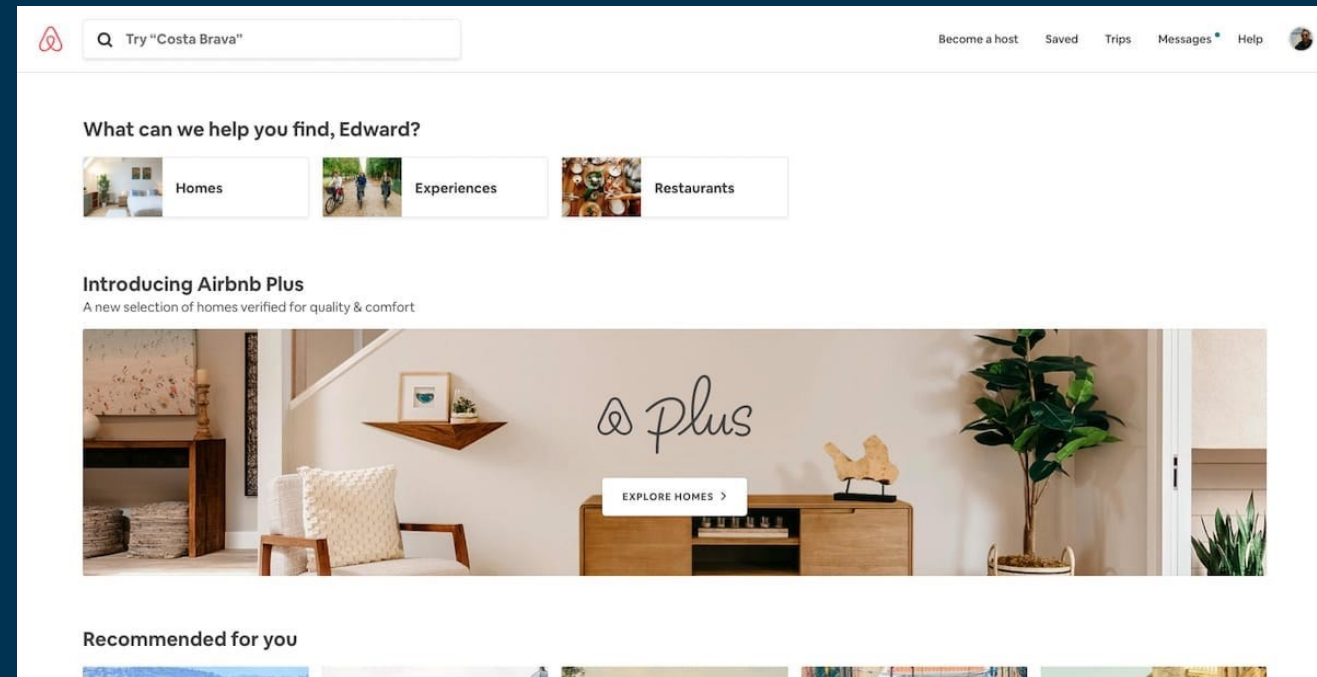 Try “Costa Brava”
Become a host Saved Trips Messages Help
What can we help you find, Edward?
Homes Experiences Restaurants
Introducing Airbnb Plus
A new selection of homes verified for quality & comfort
plus
EXPLORE HOMES >
Recommended for you